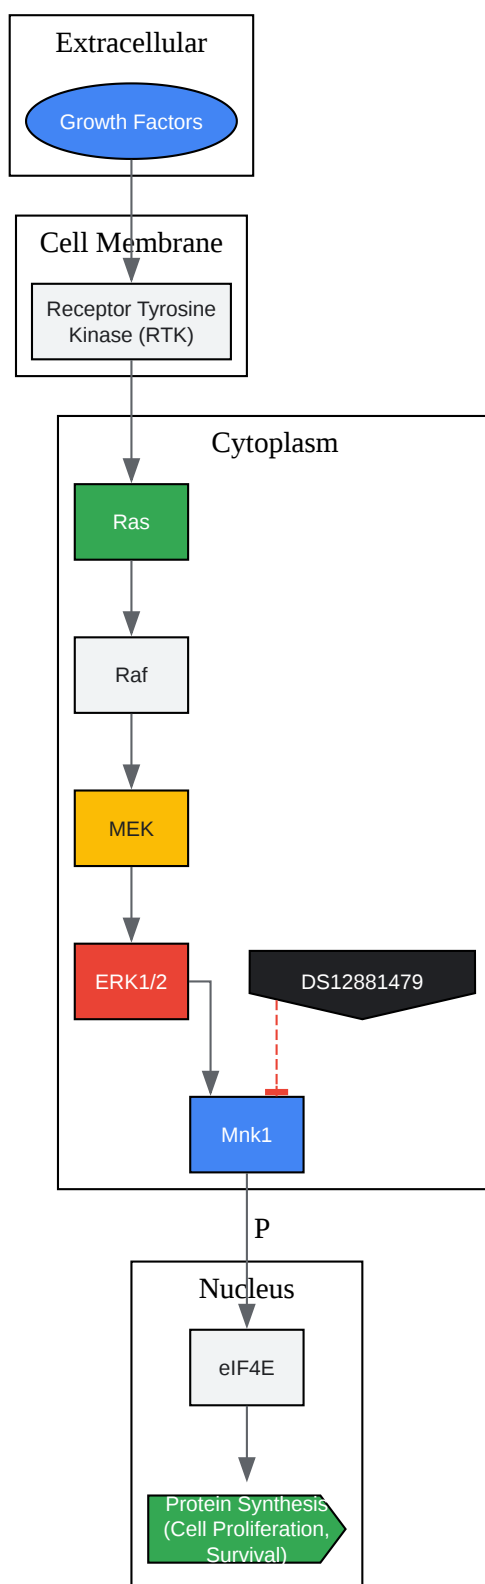 Extracellular
Growth Factors
Cell Membrane
Receptor Tyrosine
Kinase (RTK)
Cytoplasm
Ras
Raf
MEK
ERK1/2
DS12881479
Mnk1
P
Nucleus
eIF4E
Protein Synthesis
(Cell Proliferation,
Survival)